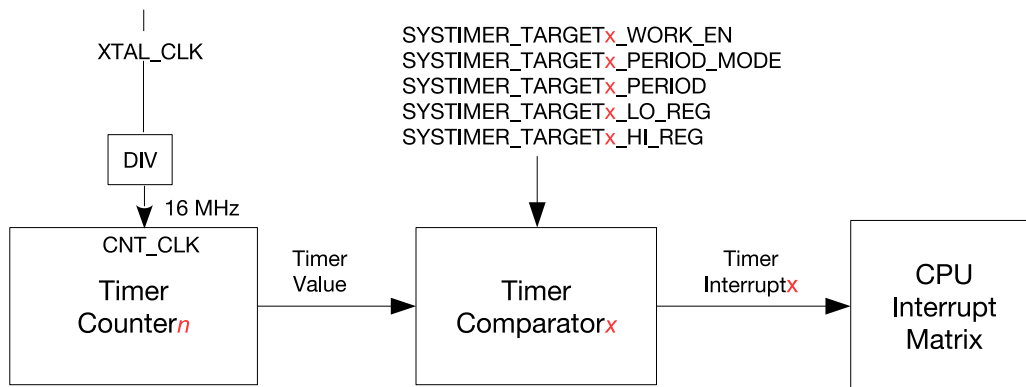 XTAL_CLK
DIV
16 MHz
CNT_CLK
Timer
Countern
Timer
Value
SYSTIMER_TARGETx_WORK_EN
SYSTIMER_TARGETx_PERIOD_MODE
SYSTIMER_TARGETx_PERIOD
SYSTIMER_TARGETx_LO_REG
SYSTIMER_TARGETx_HI_REG
Timer
Comparatorx
Timer
Interruptx
CPU
Interrupt
Matrix